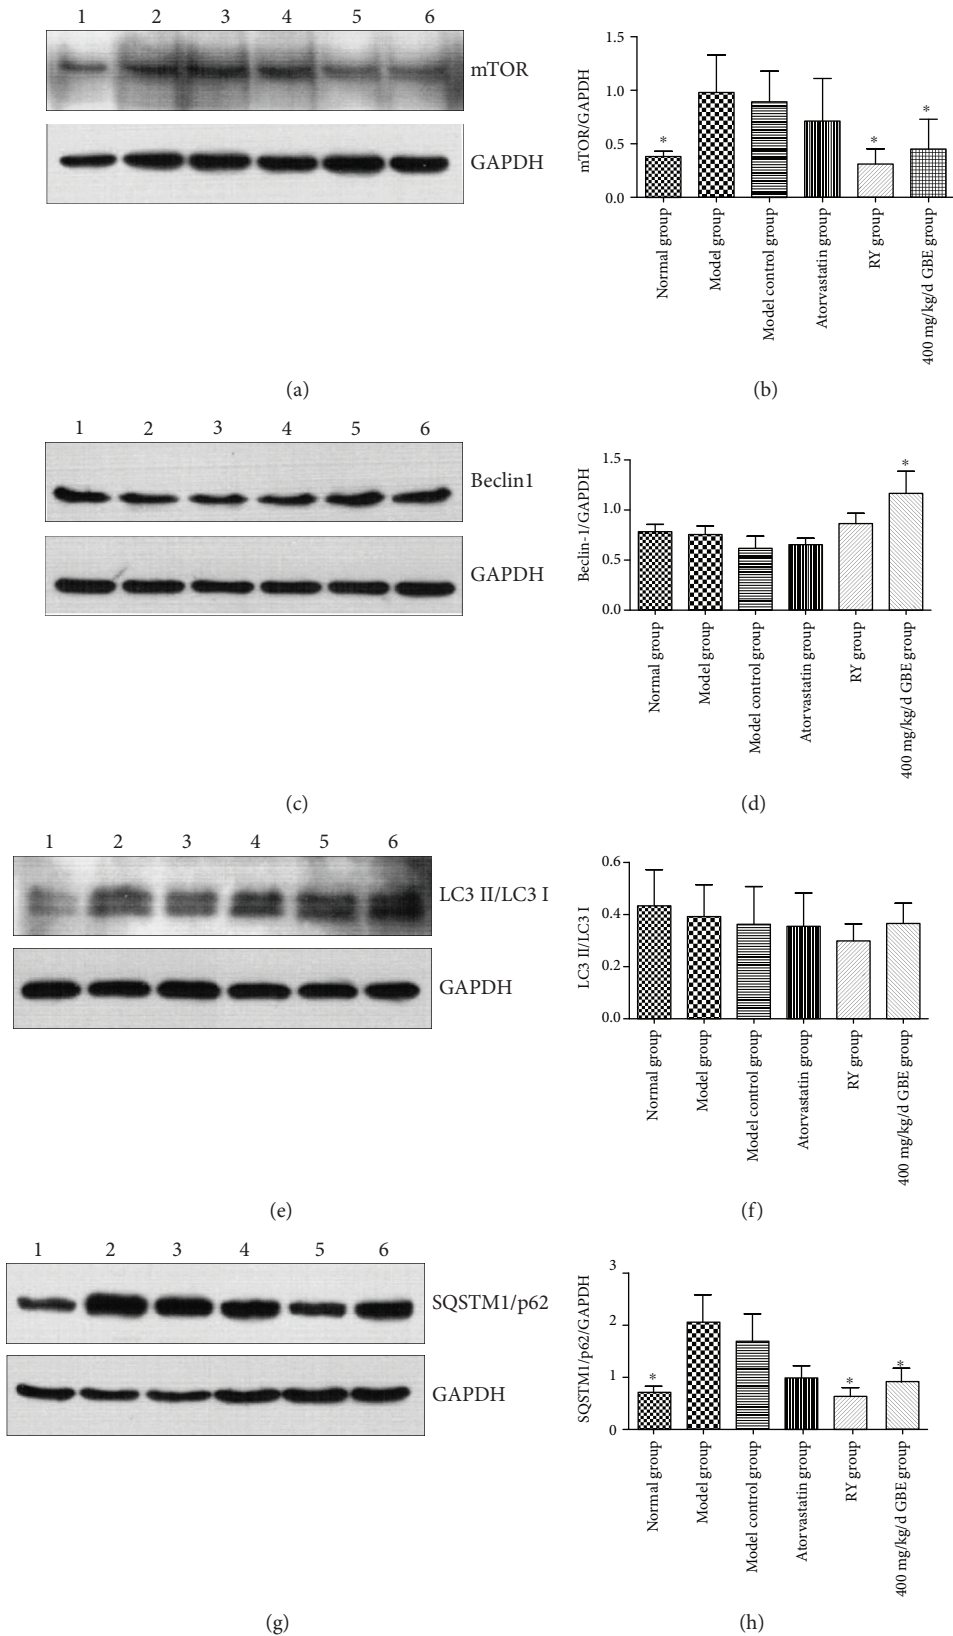 1 2 3 4 5 6
mTOR
GAPDH
(a)
mTOR/GAPDH
1.5
1.0
0.5
0.0
* * *
Normal group
Model group
Model control group
Atorvastatin group
RY group
400 mg/kg/d GBE group
(b)
1 2 3 4 5 6
Beclin1
GAPDH
(c)
Beclin-1/GAPDH
1.5
1.0
0.5
0.0
*
Normal group
Model group
Model control group
Atorvastatin group
RY group
400 mg/kg/d GBE group
(d)
1 2 3 4 5 6
LC3 II/LC3 I
GAPDH
(e)
LC3 II/LC3 I
0.6
0.4
0.2
0.0
Normal group
Model group
Model control group
Atorvastatin group
RY group
400 mg/kg/d GBE group
(f)
1 2 3 4 5 6
SQSTM1/p62
GAPDH
(g)
SQSTM1/p62/GAPDH
3
2
1
0
* * *
Normal group
Model group
Model control group
Atorvastatin group
RY group
400 mg/kg/d GBE group
(h)